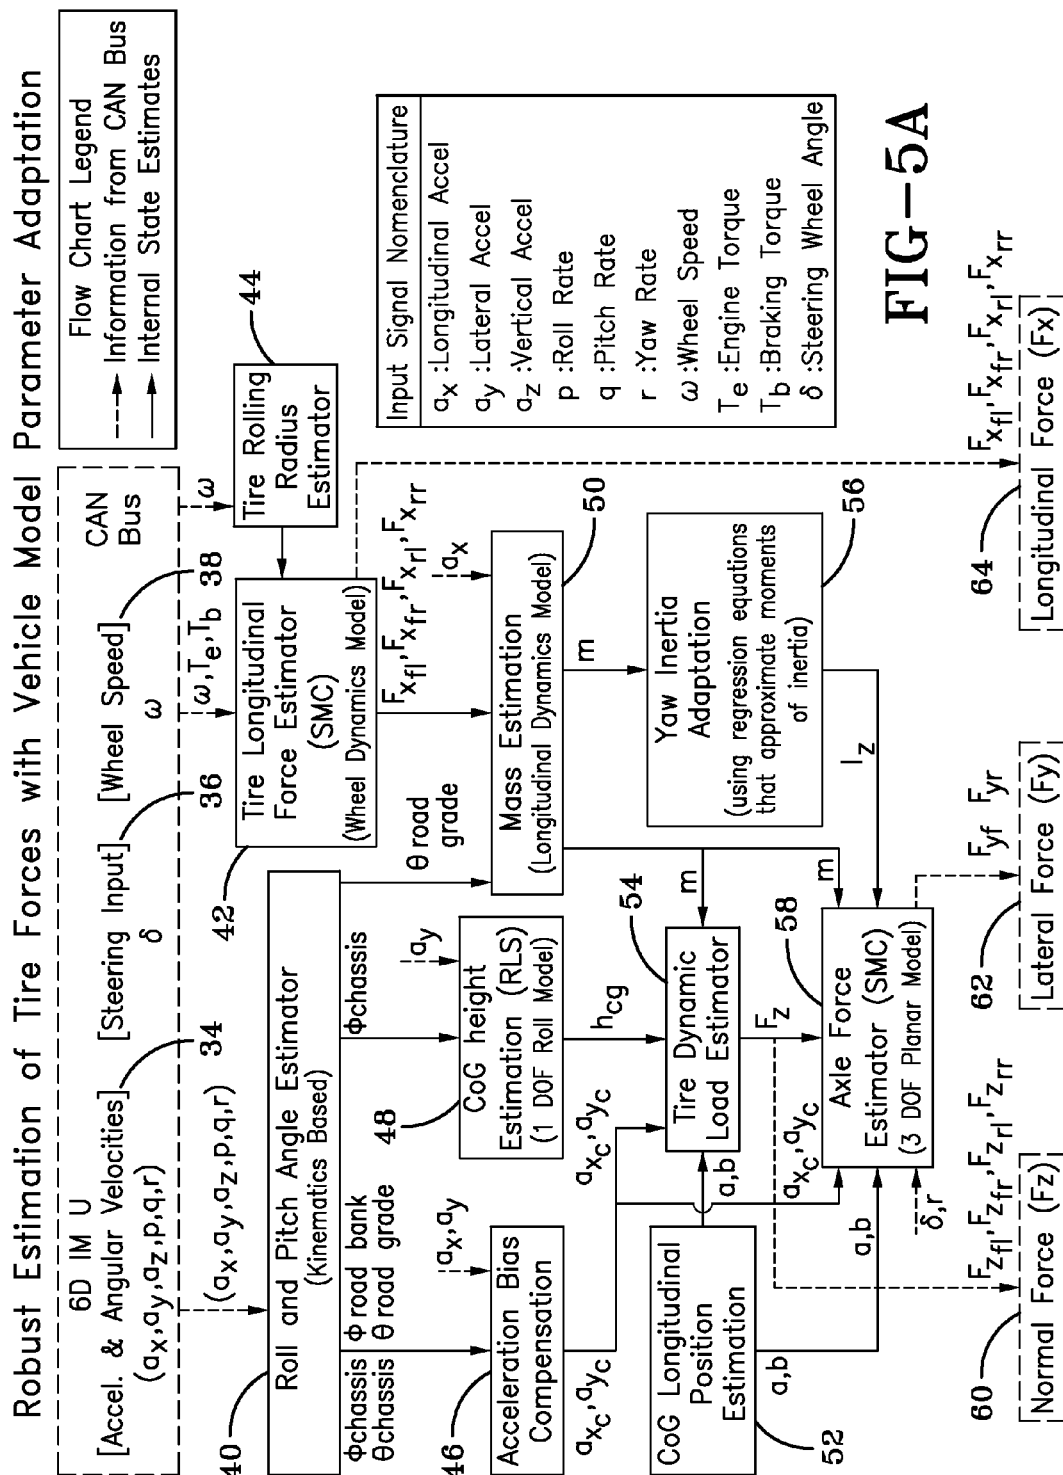 Robust Estimation of Tire Forces with Vehicle Model Parameter Adaptation
6D IM U
[Accel. & Angular Velocities]
(ax,ay,az,p,q,r)
34
[Steering Input]
δ
36
[Wheel Speed]
ω
38
CAN
Bus
Flow Chart Legend
Information from CAN Bus
Internal State Estimates
(ax,ay,az,p,q,r)
ω,Te,Tb
ω
40
Roll and Pitch Angle Estimator
(Kinematics Based)
42
Tire Longitudinal
Force Estimator
(SMC)
(Wheel Dynamics Model)
44
Tire Rolling
Radius
Estimator
ϕchassis
θchassis
ϕ road bank
θ road grade
ax,ay
ϕchassis
ay
θ road
grade
Fxfl,Fxfr,Fxrl,Fxrr
ax
46
Acceleration Bias
Compensation
48
CoG height
Estimation (RLS)
(1 DOF Roll Model)
50
Mass Estimation
(Longitudinal Dynamics Model)
axc,ayc
axc,ayc
hcg
m
m
52
CoG Longitudinal
Position
Estimation
a,b
54
Tire Dynamic
Load Estimator
56
Yaw Inertia
Adaptation
(using regression equations
that approximate moments
of inertia)
a,b
a,b
axc,ayc
Fz
58
m
Iz
Axle Force
Estimator (SMC)
(3 DOF Planar Model)
δ,r
Input Signal Nomenclature
ax :Longitudinal Accel
ay :Lateral Accel
az :Vertical Accel
p :Roll Rate
q :Pitch Rate
r :Yaw Rate
ω :Wheel Speed
Te :Engine Torque
Tb :Braking Torque
δ :Steering Wheel Angle
60
Fzfl,Fzfr,Fzrl,Fzrr
Normal Force (Fz)
62
Fyf Fyr
Lateral Force (Fy)
64
Fxfl,Fxfr,Fxrl,Fxrr
Longitudinal Force (Fx)
FIG-5A